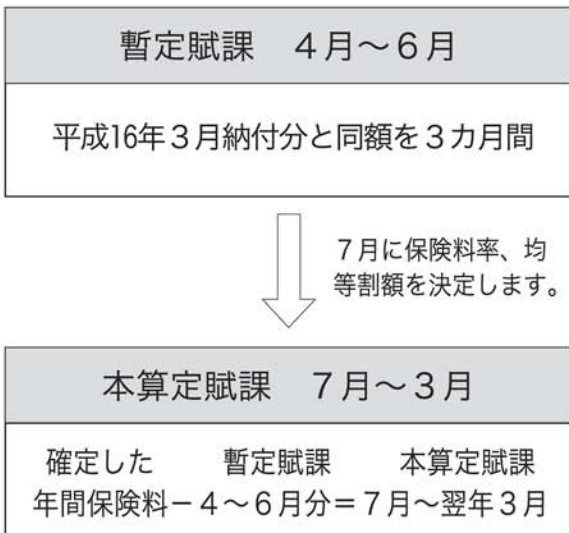 暫定賦課　４月～６月
平成16年３月納付分と同額を３カ月間
７月に保険料率、均
等割額を決定します。
本算定賦課　７月～３月
確定した　　暫定賦課　　本算定賦課
年間保険料－４～６月分＝７月～翌年３月